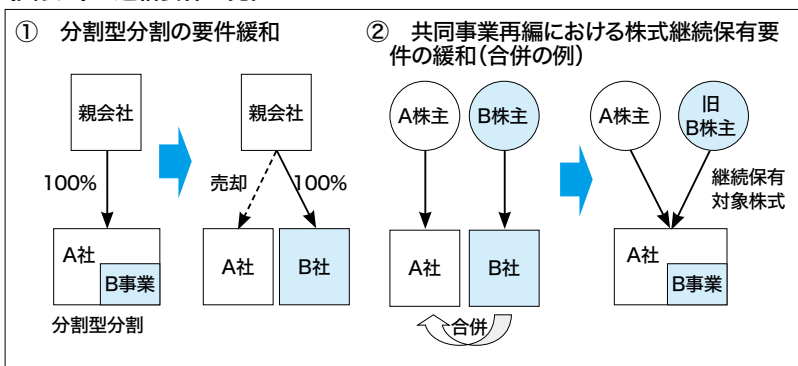 ① 分割型分割の要件緩和
親会社
100%
A社
B事業
分割型分割
親会社
売却
100%
A社
B社
② 共同事業再編における株式継続保有要
件の緩和(合併の例)
A株主
B株主
A社
B社
合併
A株主
旧
B株主
継続保有
対象株式
A社
B事業